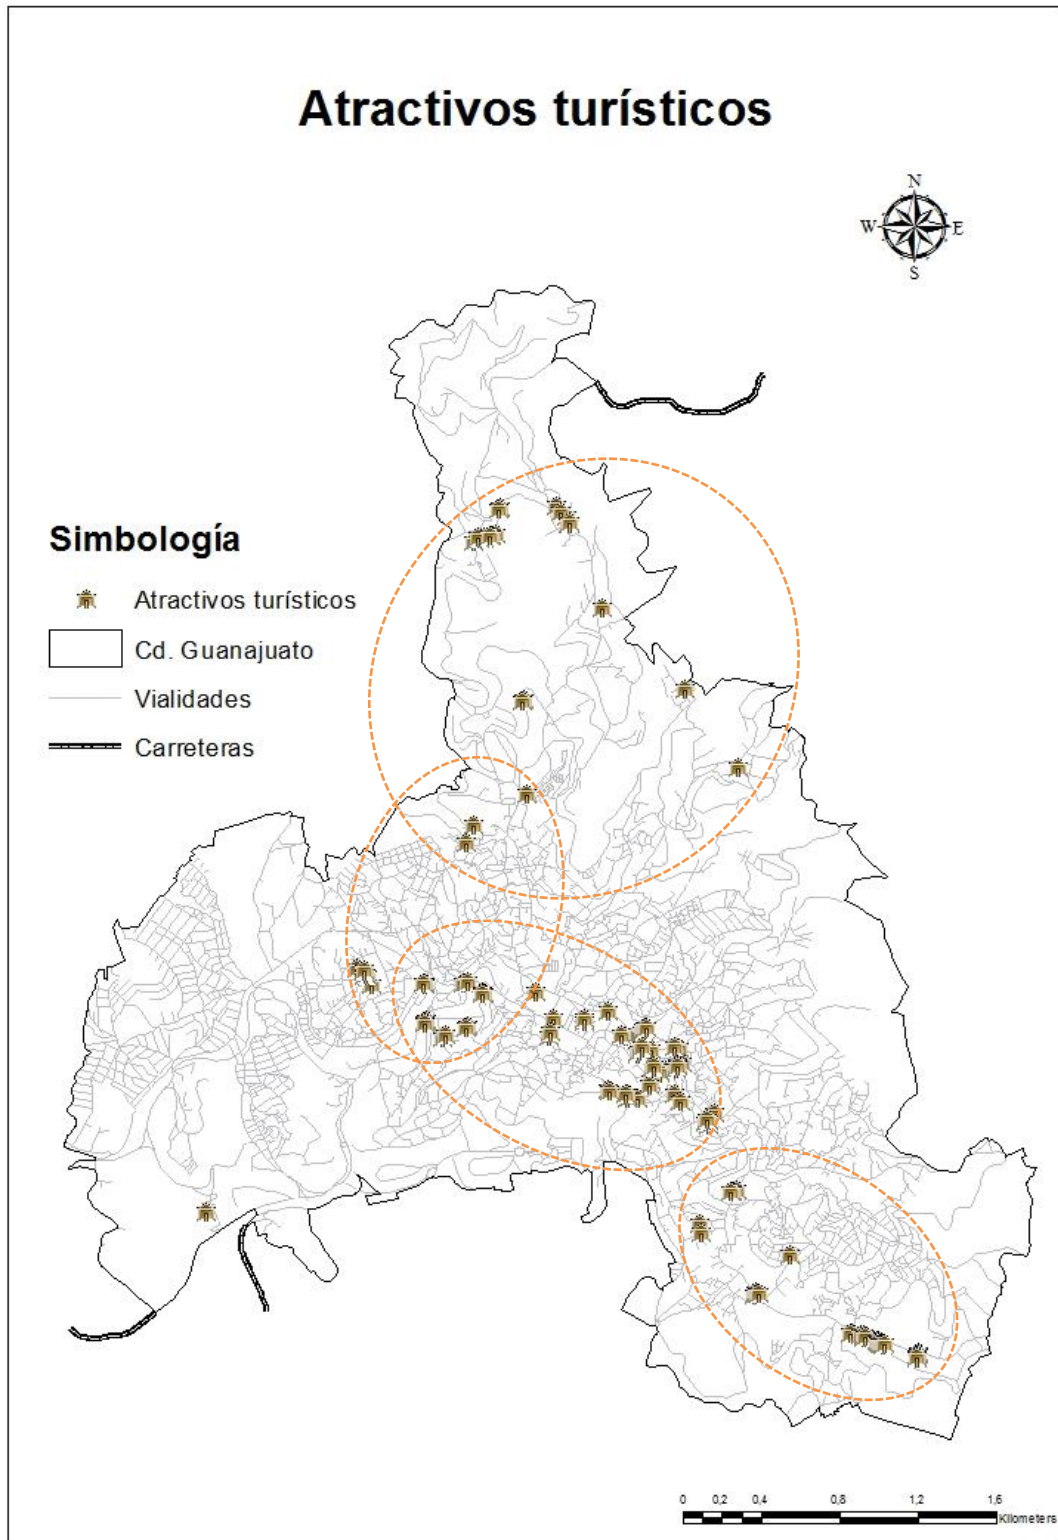 Atractivos turísticos
N
W E
S
Simbología
Atractivos turísticos
Cd. Guanajuato
Vialidades
Carreteras
0 0,2 0,4 0,8 1,2 1,6
Kilometers